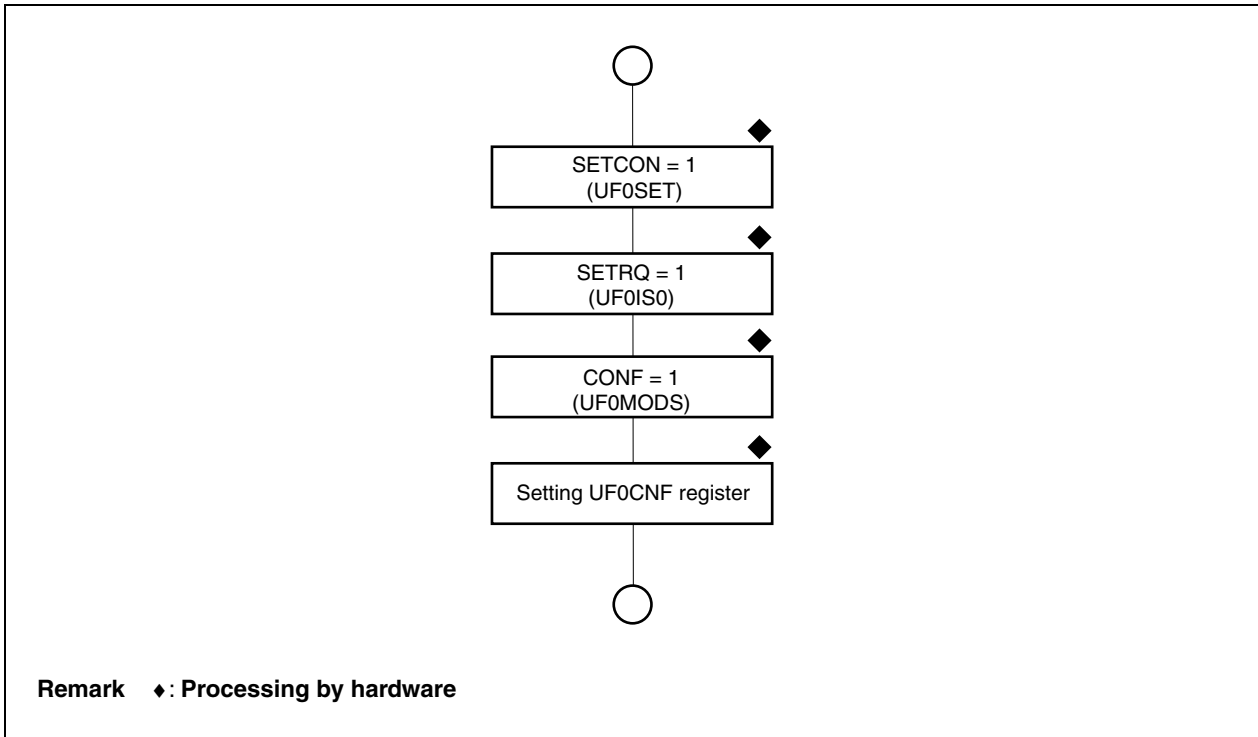 SETCON = 1
(UF0SET)
SETRQ = 1
(UF0IS0)
CONF = 1
(UF0MODS)
Setting UF0CNF register
Remark ♦: Processing by hardware